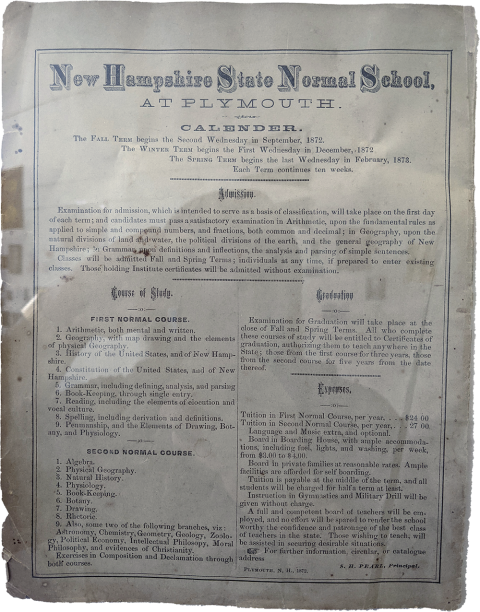 New Hampshire State Normal School,
AT PLYMOUTH.
CALENDER.
The Fall Term begins the Second Wednesday in September, 1872.
The Winter Term begins the First Wednesday in December, 1872
The Spring Term begins the last Wednesday in February, 1873.
Each Term continues ten weeks.
Admission.
Examination for admission, which is intended to serve as a basis of classification, will take place on the first day
of each term; and candidates must pass a satisfactory examination in Arithmetic, upon the fundamental rules as
applied to simple and compound numbers, and fractions, both common and decimal; in Geography, upon the
natural divisions of land and water, the political divisions of the earth, and the general geography of New
Hampshire; in Grammar, upon definitions and inflections, the analysis and parsing of simple sentences.
Classes will be admitted Fall and Spring Terms; individuals at any time, if prepared to enter existing
classes. Those holding Institute certificates will be admitted without examination.
Course of Study.
FIRST NORMAL COURSE.
1. Arithmetic, both mental and written.
2. Geography, with map drawing and the elements
of physical Geography.
3. History of the United States, and of New Hamp-
shire.
4. Constitution of the United States, and of New
Hampshire.
5. Grammar, including defining, analysis, and parsing
6. Book-Keeping, through single entry.
7. Reading, including the elements of elocution and
vocal culture.
8. Spelling, including derivation and definitions.
9. Penmanship, and the Elements of Drawing, Bot-
any, and Physiology.
SECOND NORMAL COURSE.
1. Algebra.
2. Physical Geography.
3. Natural History.
4. Physiology.
5. Book-Keeping.
6. Botany.
7. Drawing.
8. Rhetoric.
9. Also, some two of the following branches, viz:
Astronomy, Chemistry, Geometry, Geology, Zoolo-
gy, Political Economy, Intellectual Philosophy, Moral
Philosophy, and evidences of Christianity.
Exercises in Composition and Declamation through
both courses.
Graduation
Examination for Graduation will take place at the
close of Fall and Spring Terms. All who complete
these courses of study will be entitled to Certificates of
graduation, authorizing them to teach anywhere in the
State; those from the first course for three years, those
from the second course for five years from the date
thereof.
Expenses.
Tuition in First Normal Course, per year, . . . $24 00
Tuition in Second Normal Course, per year, . . 27 00
Language and Music extra, and optional.
Board in Boarding House, with ample accommoda-
tions, including fuel, lights, and washing, per week,
from $3.00 to $4.00.
Board in private families at reasonable rates. Ample
facilities are afforded for self boarding.
Tuition is payable at the middle of the term, and all
students will be charged for half a term at least.
Instruction in Gymnastics and Military Drill will be
given without charge.
A full and competent board of teachers will be em-
ployed, and no effort will be spared to render the school
worthy the confidence and patronage of the best class
of teachers in the state. Those wishing to teach, will
be assisted in securing desirable situations.
For further information, circular, or catalogue
address
S. H. PEARL, Principal.
Plymouth, N. H., 1872.